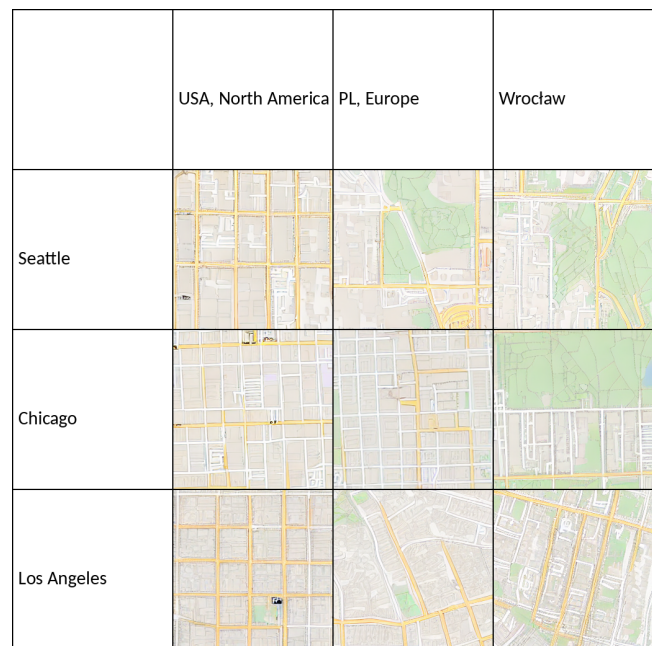 USA, North America
PL, Europe
Wrocław
Seattle
Chicago
Los Angeles